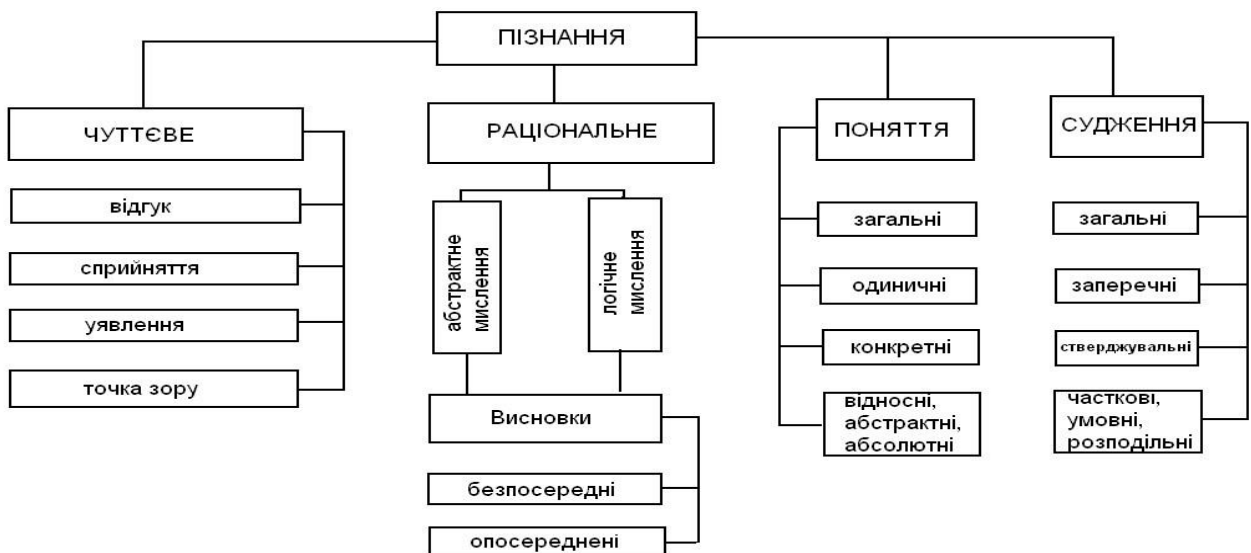 ПІЗНАННЯ
ЧУТТЄВЕ
відгук
сприйняття
уявлення
точка зору
РАЦІОНАЛЬНЕ
абстрактне
мислення
логічне
мислення
Висновки
безпосередні
опосереднені
ПОНЯТТЯ
загальні
одиничні
конкретні
відносні,
абстрактні,
абсолютні
СУДЖЕННЯ
загальні
заперечні
стверджувальні
часткові,
умовні,
розподільні